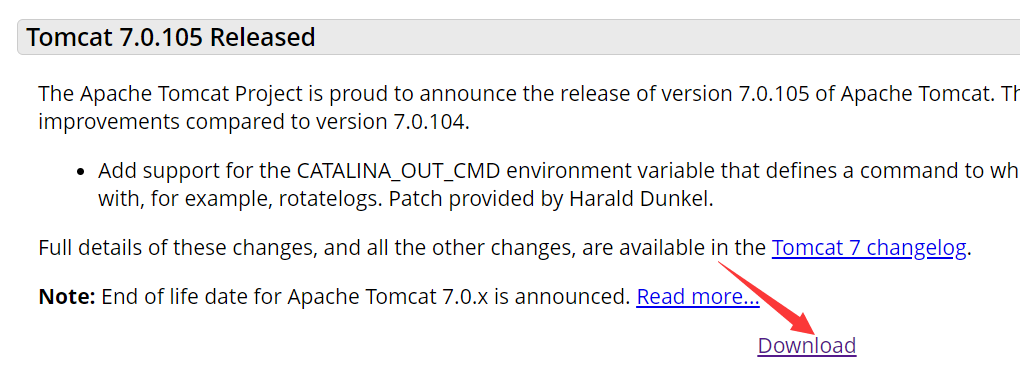 Tomcat 7.0.105 Released
The Apache Tomcat Project is proud to announce the release of version 7.0.105 of Apache Tomcat. Th
improvements compared to version 7.0.104.
• Add support for the CATALINA_OUT_CMD environment variable that defines a command to wh
with, for example, rotatelogs. Patch provided by Harald Dunkel.
Full details of these changes, and all the other changes, are available in the Tomcat 7 changelog.
Note: End of life date for Apache Tomcat 7.0.x is announced. Read more...
Download